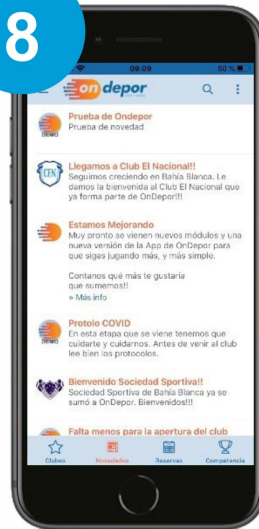 8
09:09 50 %
ondepor
Prueba de Ondepor
Prueba de novedad
DEMO
Llegamos a Club El Nacional!!
Seguimos creciendo en Bahía Blanca. Le
damos la bienvenida al Club El Nacional que
ya forma parte de OnDepor!!!
CEN
Estamos Mejorando
Muy pronto se vienen nuevos módulos y una
nueva versión de la App de OnDepor para
que sigas jugando más, y más simple.
Contanos qué más te gustaría
que sumemos!!
» Más info
Protolo COVID
En esta etapa que se viene tenemos que
cuidarte y cuidarnos. Antes de venir al club
lee bien los protocolos.
DEMO
Bienvenido Sociedad Sportiva!!
Sociedad Sportiva de Bahía Blanca ya se
sumó a OnDepor. Bienvenidos!!!
Falta menos para la apertura del club
Clubes Novedades Reservas Competencia